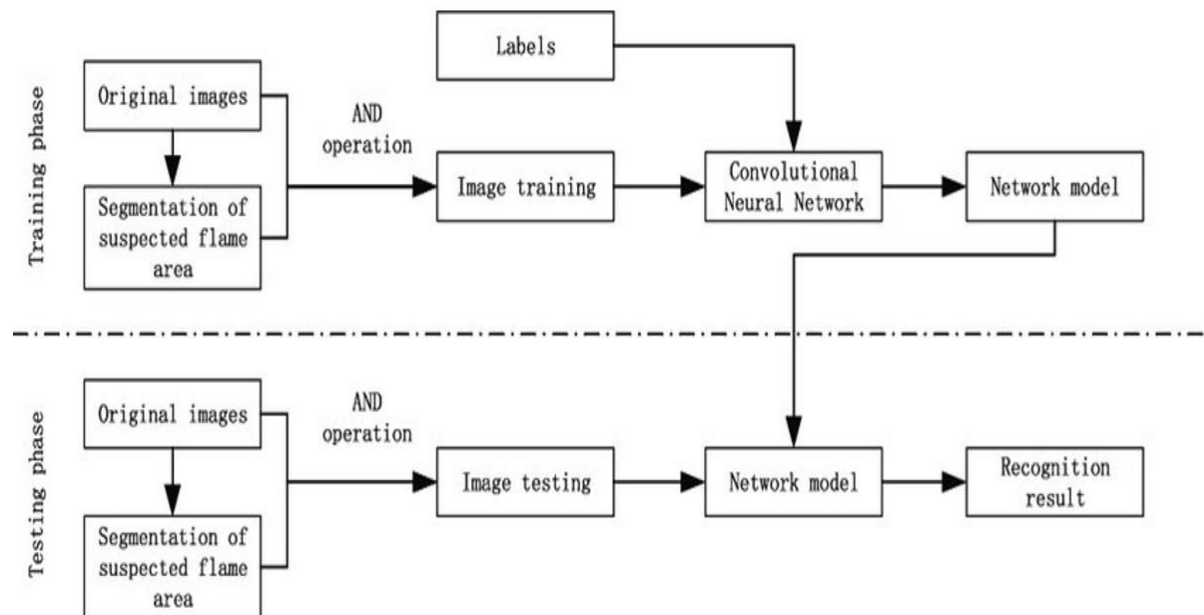 Training phase
Labels
Original images
AND
operation
Image training
Convolutional
Neural Network
Network model
Segmentation of
suspected flame
area
Testing phase
Original images
AND
operation
Image testing
Network model
Recognition
result
Segmentation of
suspected flame
area